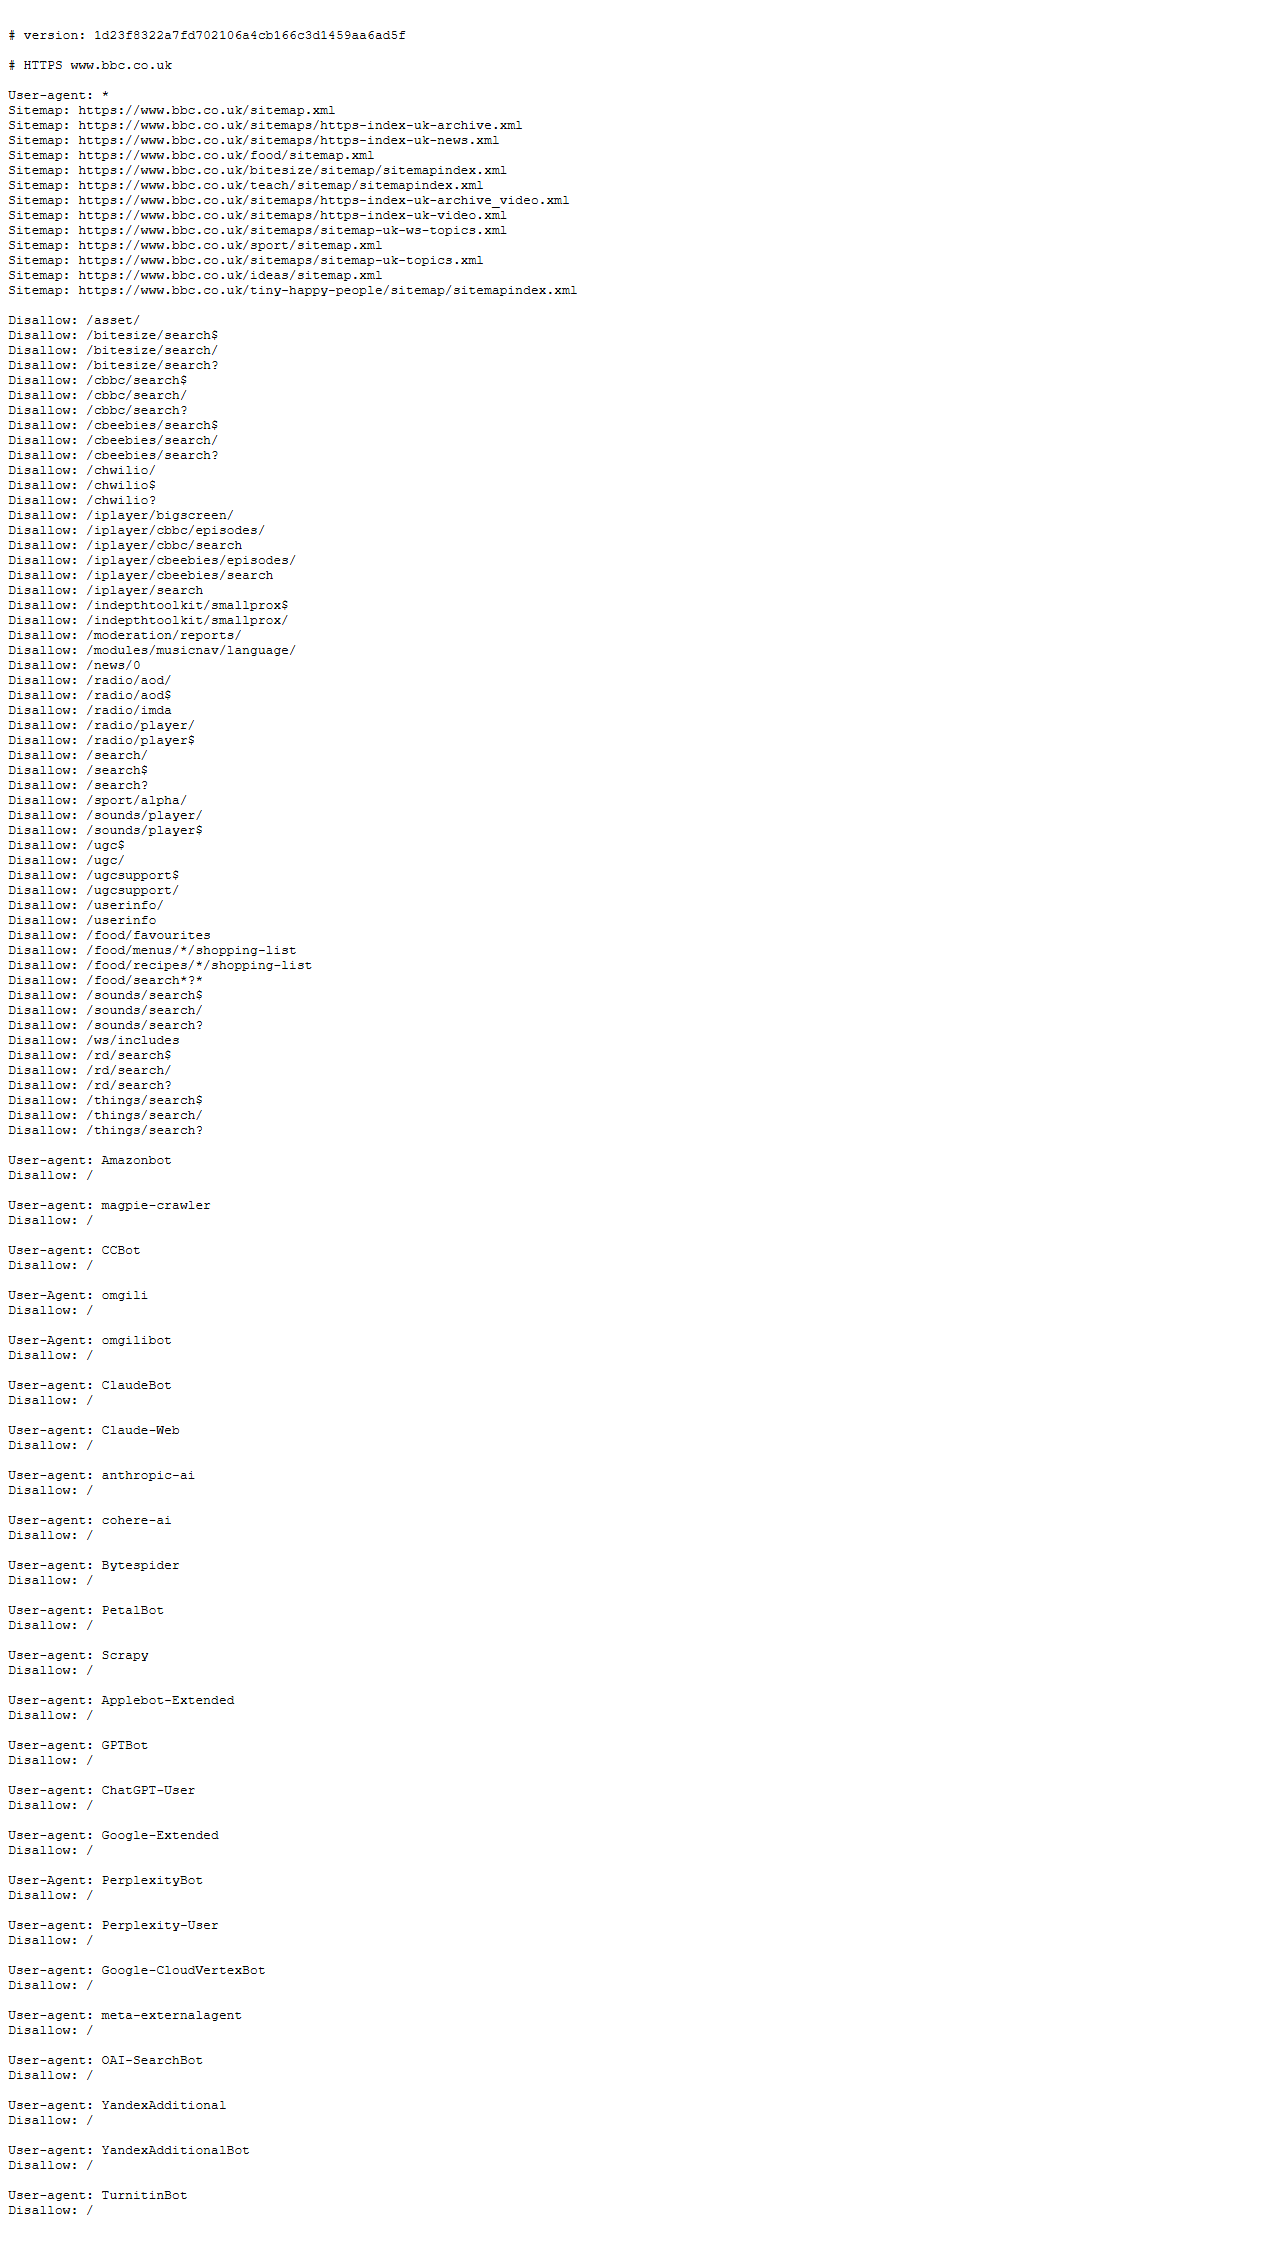 # version: 1d23f8322a7fd702106a4cb166c3d1459aa6ad5f
# HTTPS www.bbc.co.uk
User-agent: *
Sitemap: https://www.bbc.co.uk/sitemap.xml
Sitemap: https://www.bbc.co.uk/sitemaps/https-index-uk-archive.xml
Sitemap: https://www.bbc.co.uk/sitemaps/https-index-uk-news.xml
Sitemap: https://www.bbc.co.uk/food/sitemap.xml
Sitemap: https://www.bbc.co.uk/bitesize/sitemap/sitemapindex.xml
Sitemap: https://www.bbc.co.uk/teach/sitemap/sitemapindex.xml
Sitemap: https://www.bbc.co.uk/sitemaps/https-index-uk-archive_video.xml
Sitemap: https://www.bbc.co.uk/sitemaps/https-index-uk-video.xml
Sitemap: https://www.bbc.co.uk/sitemaps/sitemap-uk-ws-topics.xml
Sitemap: https://www.bbc.co.uk/sport/sitemap.xml
Sitemap: https://www.bbc.co.uk/sitemaps/sitemap-uk-topics.xml
Sitemap: https://www.bbc.co.uk/ideas/sitemap.xml
Sitemap: https://www.bbc.co.uk/tiny-happy-people/sitemap/sitemapindex.xml
Disallow: /asset/
Disallow: /bitesize/search$
Disallow: /bitesize/search/
Disallow: /bitesize/search?
Disallow: /cbbc/search$
Disallow: /cbbc/search/
Disallow: /cbbc/search?
Disallow: /cbeebies/search$
Disallow: /cbeebies/search/
Disallow: /cbeebies/search?
Disallow: /chwilio/
Disallow: /chwilio$
Disallow: /chwilio?
Disallow: /iplayer/bigscreen/
Disallow: /iplayer/cbbc/episodes/
Disallow: /iplayer/cbbc/search
Disallow: /iplayer/cbeebies/episodes/
Disallow: /iplayer/cbeebies/search
Disallow: /iplayer/search
Disallow: /indepthtoolkit/smallprox$
Disallow: /indepthtoolkit/smallprox/
Disallow: /moderation/reports/
Disallow: /modules/musicnav/language/
Disallow: /news/0
Disallow: /radio/aod/
Disallow: /radio/aod$
Disallow: /radio/imda
Disallow: /radio/player/
Disallow: /radio/player$
Disallow: /search/
Disallow: /search$
Disallow: /search?
Disallow: /sport/alpha/
Disallow: /sounds/player/
Disallow: /sounds/player$
Disallow: /ugc$
Disallow: /ugc/
Disallow: /ugcsupport$
Disallow: /ugcsupport/
Disallow: /userinfo/
Disallow: /userinfo
Disallow: /food/favourites
Disallow: /food/menus/*/shopping-list
Disallow: /food/recipes/*/shopping-list
Disallow: /food/search*?*
Disallow: /sounds/search$
Disallow: /sounds/search/
Disallow: /sounds/search?
Disallow: /ws/includes
Disallow: /rd/search$
Disallow: /rd/search/
Disallow: /rd/search?
Disallow: /things/search$
Disallow: /things/search/
Disallow: /things/search?
User-agent: Amazonbot
Disallow: /
User-agent: magpie-crawler
Disallow: /
User-agent: CCBot
Disallow: /
User-Agent: omgili
Disallow: /
User-Agent: omgilibot
Disallow: /
User-agent: ClaudeBot
Disallow: /
User-agent: Claude-Web
Disallow: /
User-agent: anthropic-ai
Disallow: /
User-agent: cohere-ai
Disallow: /
User-agent: Bytespider
Disallow: /
User-agent: PetalBot
Disallow: /
User-agent: Scrapy
Disallow: /
User-agent: Applebot-Extended
Disallow: /
User-agent: GPTBot
Disallow: /
User-agent: ChatGPT-User
Disallow: /
User-agent: Google-Extended
Disallow: /
User-Agent: PerplexityBot
Disallow: /
User-agent: Perplexity-User
Disallow: /
User-agent: Google-CloudVertexBot
Disallow: /
User-agent: meta-externalagent
Disallow: /
User-agent: OAI-SearchBot
Disallow: /
User-agent: YandexAdditional
Disallow: /
User-agent: YandexAdditionalBot
Disallow: /
User-agent: TurnitinBot
Disallow: /